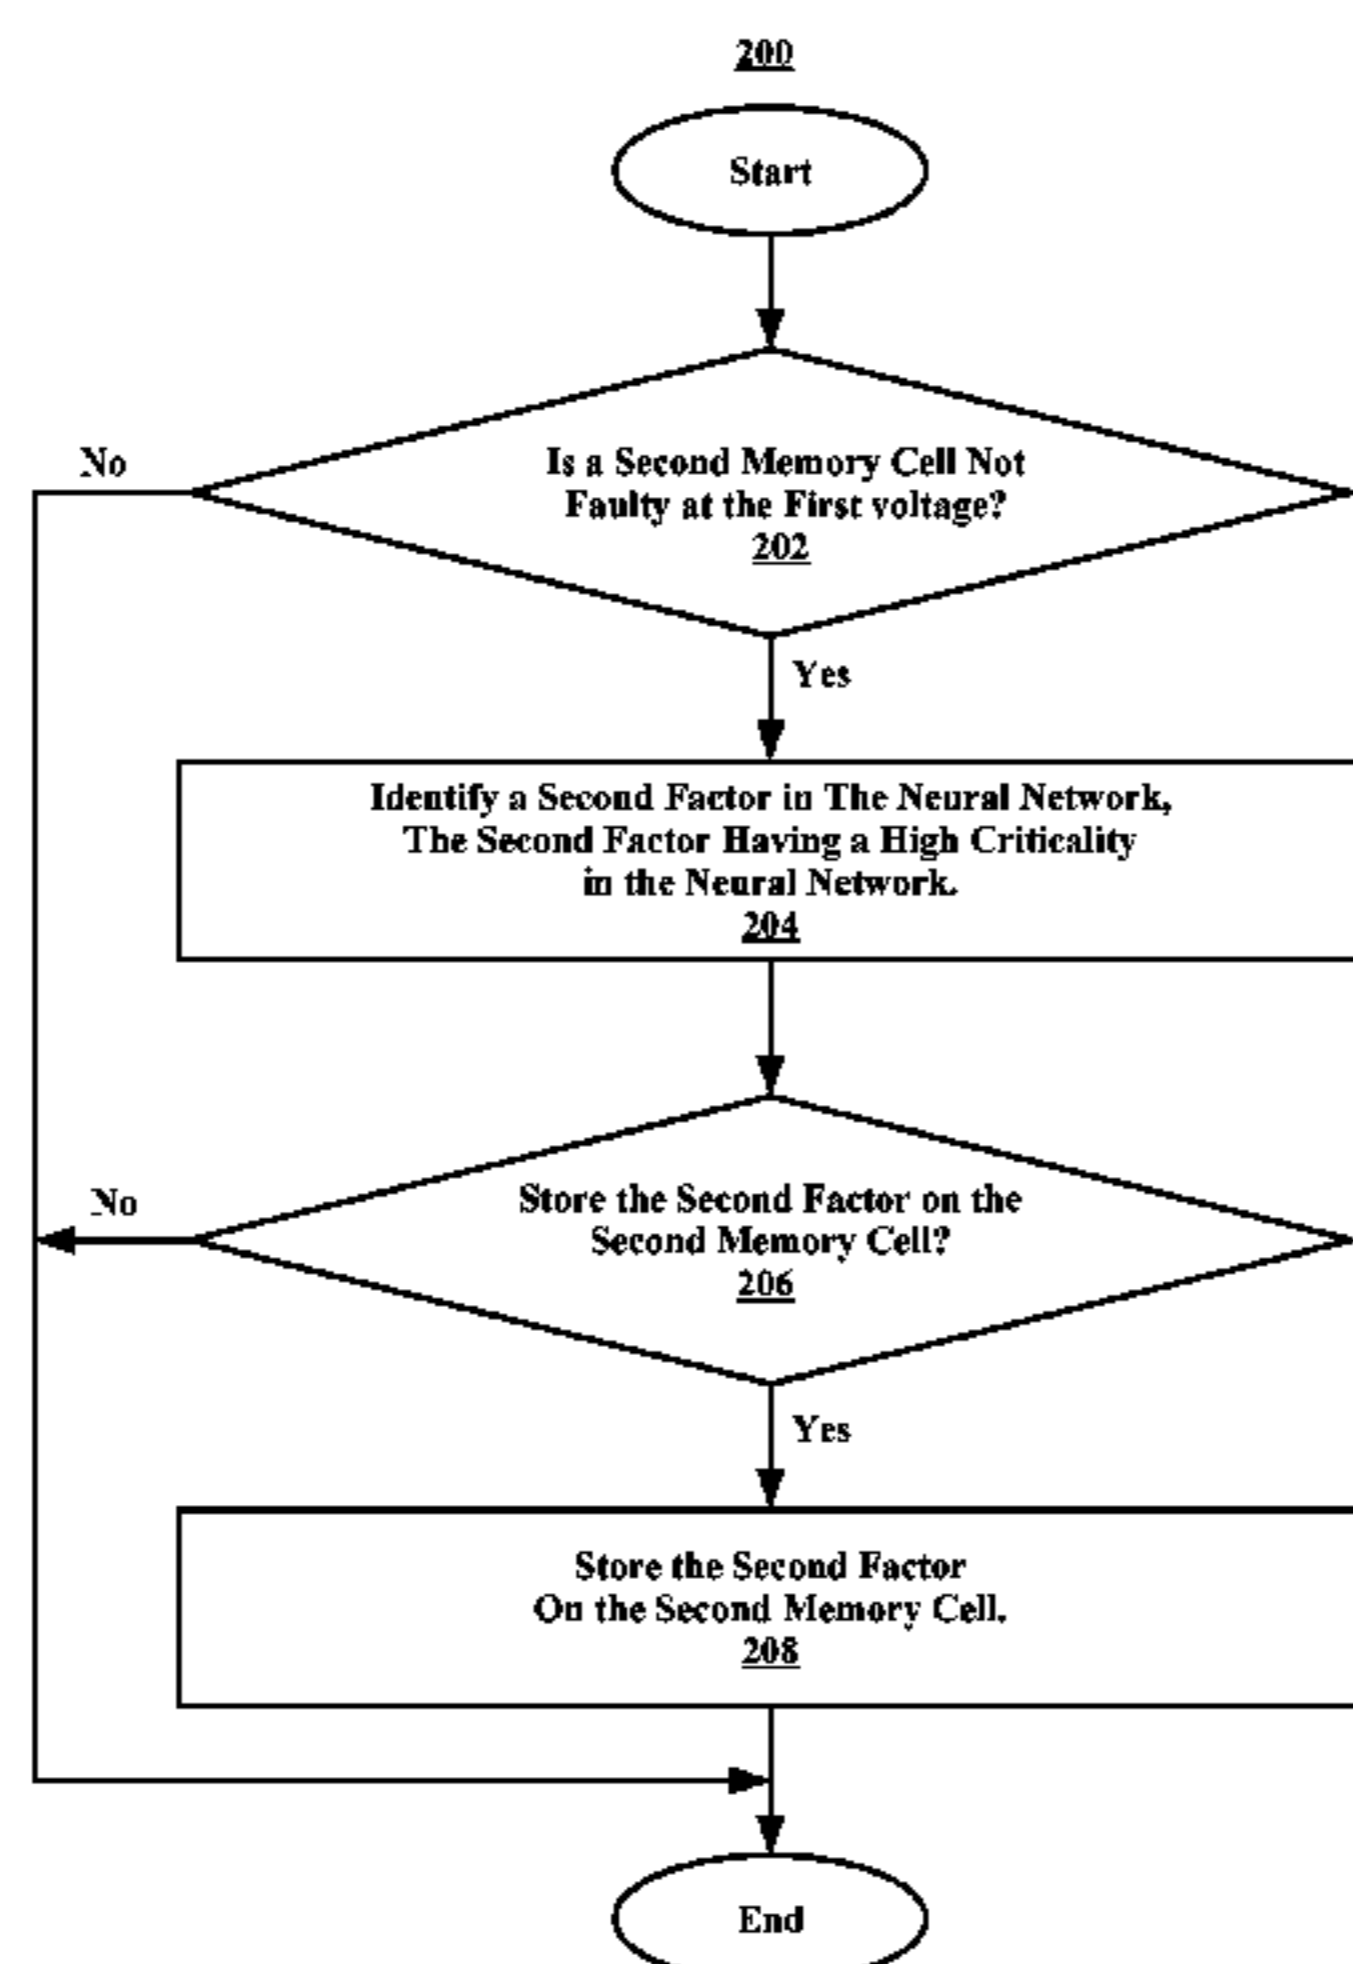 200
Start
No
Is a Second Memory Cell Not
Faulty at the First voltage?
202
Yes
Identify a Second Factor in The Neural Network,
The Second Factor Having a High Criticality
in the Neural Network.
204
No
Store the Second Factor on the
Second Memory Cell?
206
Yes
Store the Second Factor
On the Second Memory Cell.
208
End